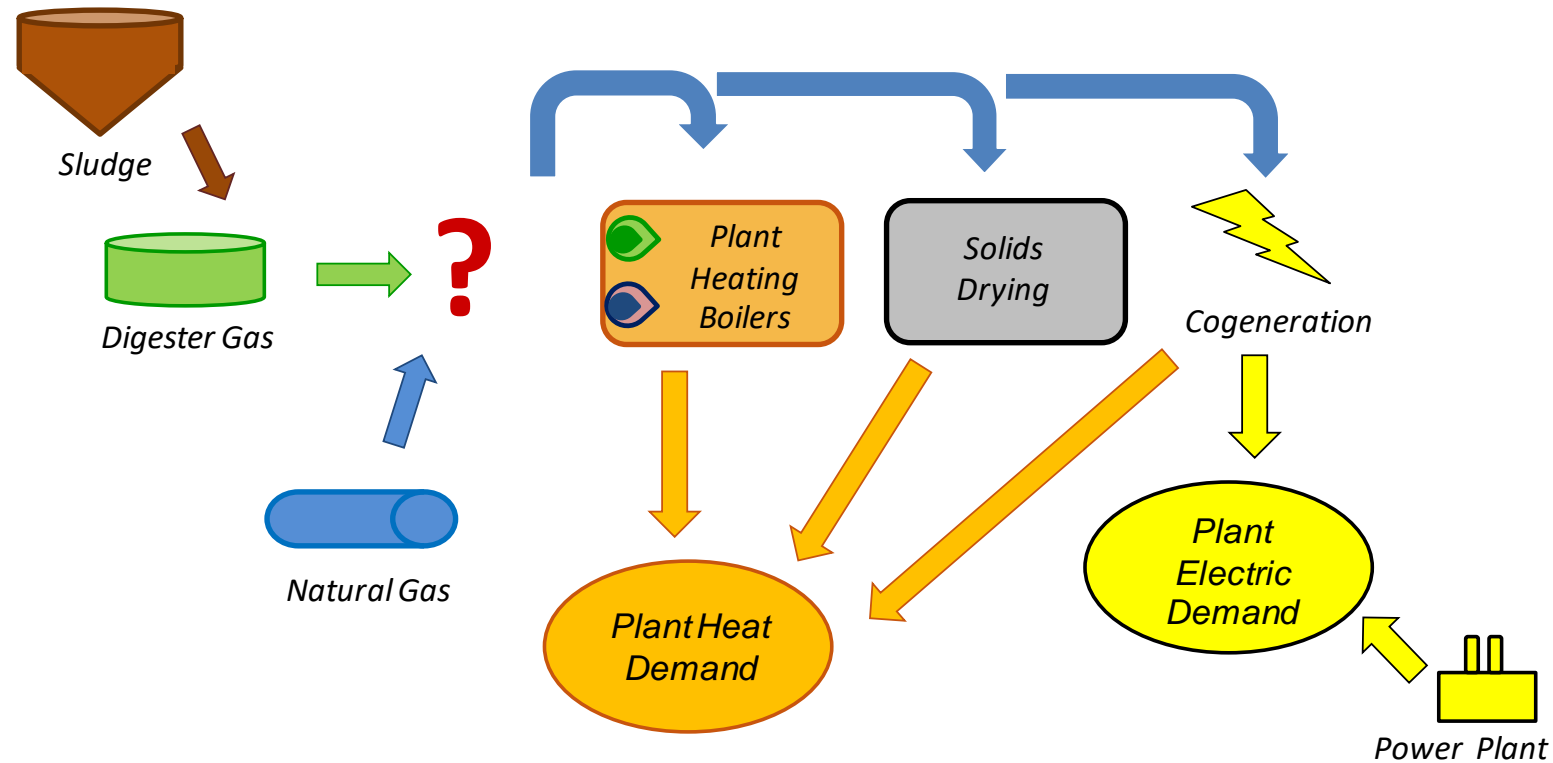 Sludge
Digester Gas
Natural Gas
?
Plant
Heating
Boilers
Solids
Drying
Cogeneration
Plant Heat
Demand
Plant
Electric
Demand
Power Plant